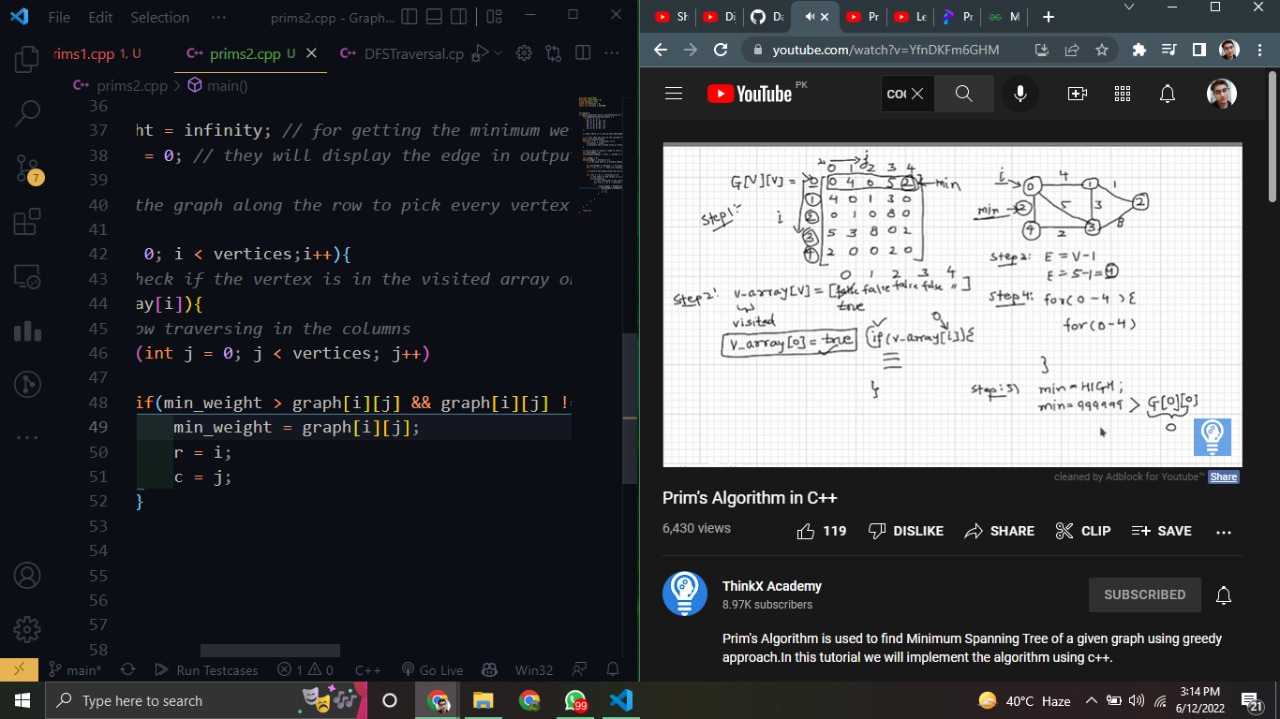 File Edit Selection ··· prims2.cpp - Graph...
rims1.cpp 1, U prims2.cpp U DFSTraversal.cp
prims2.cpp > main()
36
37 ht = infinity; // for getting the minimum we
38 = 0; // they will display the edge in outpu
39
40 the graph along the row to pick every vertex
41
42 0; i < vertices;i++){
43 heck if the vertex is in the visited array o
44 ay[i]){
45 ow traversing in the columns
46 (int j = 0; j < vertices; j++)
47
48 if(min_weight > graph[i][j] && graph[i][j] !=
49 min_weight = graph[i][j];
50 r = i;
51 c = j;
52 }
53
54
55
56
57
58
7
main* Run Testcases 1 0 C++ Go Live Win32
Sh Di Da Pr Le Pr M
youtube.com/watch?v=YfnDKFm6GHM
YouTube PK
COI
0 1 2 3 4
G[V][V] = 0 0 4 0 5 2 min
1 4 0 1 3 0
2 0 1 0 8 0
3 5 3 8 0 2
4 2 0 0 2 0
Step1:-
i
j
i 0 4 1 1 2
min 2 5 3 8
4 2 3
Step3: E = V-1
E = 5-1 = 4
0 1 2 3 4
Step2: V_array[V] = [false false false false " ]
true
visited
V_array[0] = true if(v-array[i]){
0
}
Step4: for(0-4){
for(0-4)
}
Step:5) min = HIGH;
min = 999999 > G[0][0]
0
cleaned by Adblock for Youtube™ Share
Prim's Algorithm in C++
6,430 views 119 DISLIKE SHARE CLIP SAVE ...
ThinkX Academy
8.97K subscribers
SUBSCRIBED
Prim's Algorithm is used to find Minimum Spanning Tree of a given graph using greedy
approach.In this tutorial we will implement the algorithm using c++.
Type here to search
99
40°C Haze
3:14 PM
6/12/2022
21